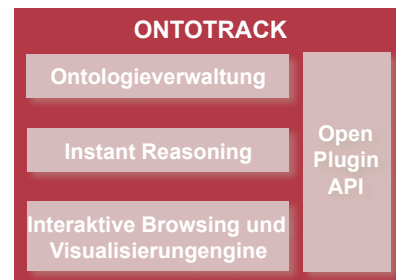 ONTOTRACK
Ontologieverwaltung
Instant Reasoning
Interaktive Browsing und
Visualisierungengine
Open
Plugin
API